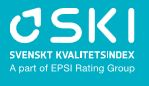 SKI
SVENSKT KVALITETSINDEX
A part of EPSI Rating Group